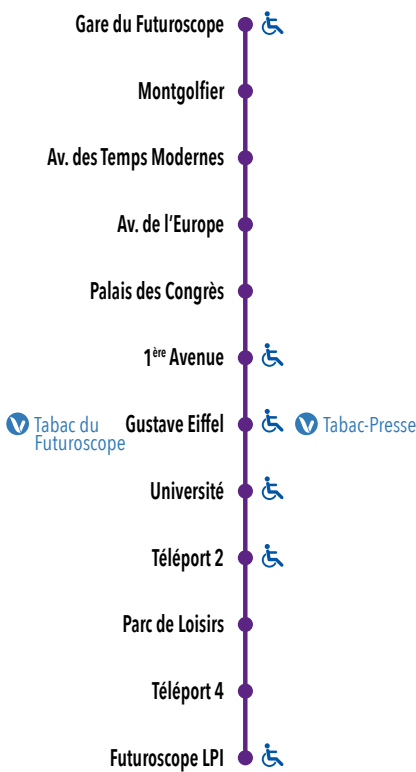 Gare du Futuroscope
Montgolfier
Av. des Temps Modernes
Av. de l'Europe
Palais des Congrès
1ère Avenue
Tabac du
Futuroscope
Gustave Eiffel
Tabac-Presse
Université
Téléport 2
Parc de Loisirs
Téléport 4
Futuroscope LPI